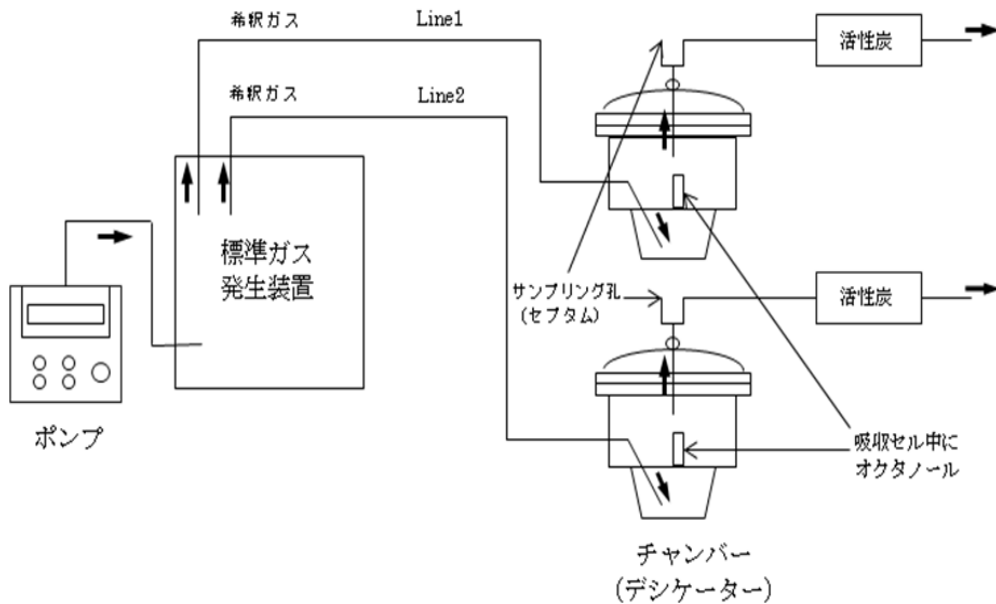 希釈ガス Line1
活性炭
希釈ガス Line2
標準ガス
発生装置
サンプリング孔
(セプタム)
活性炭
ポンプ
吸収セル中に
オクタノール
チャンバー
(デシケーター)